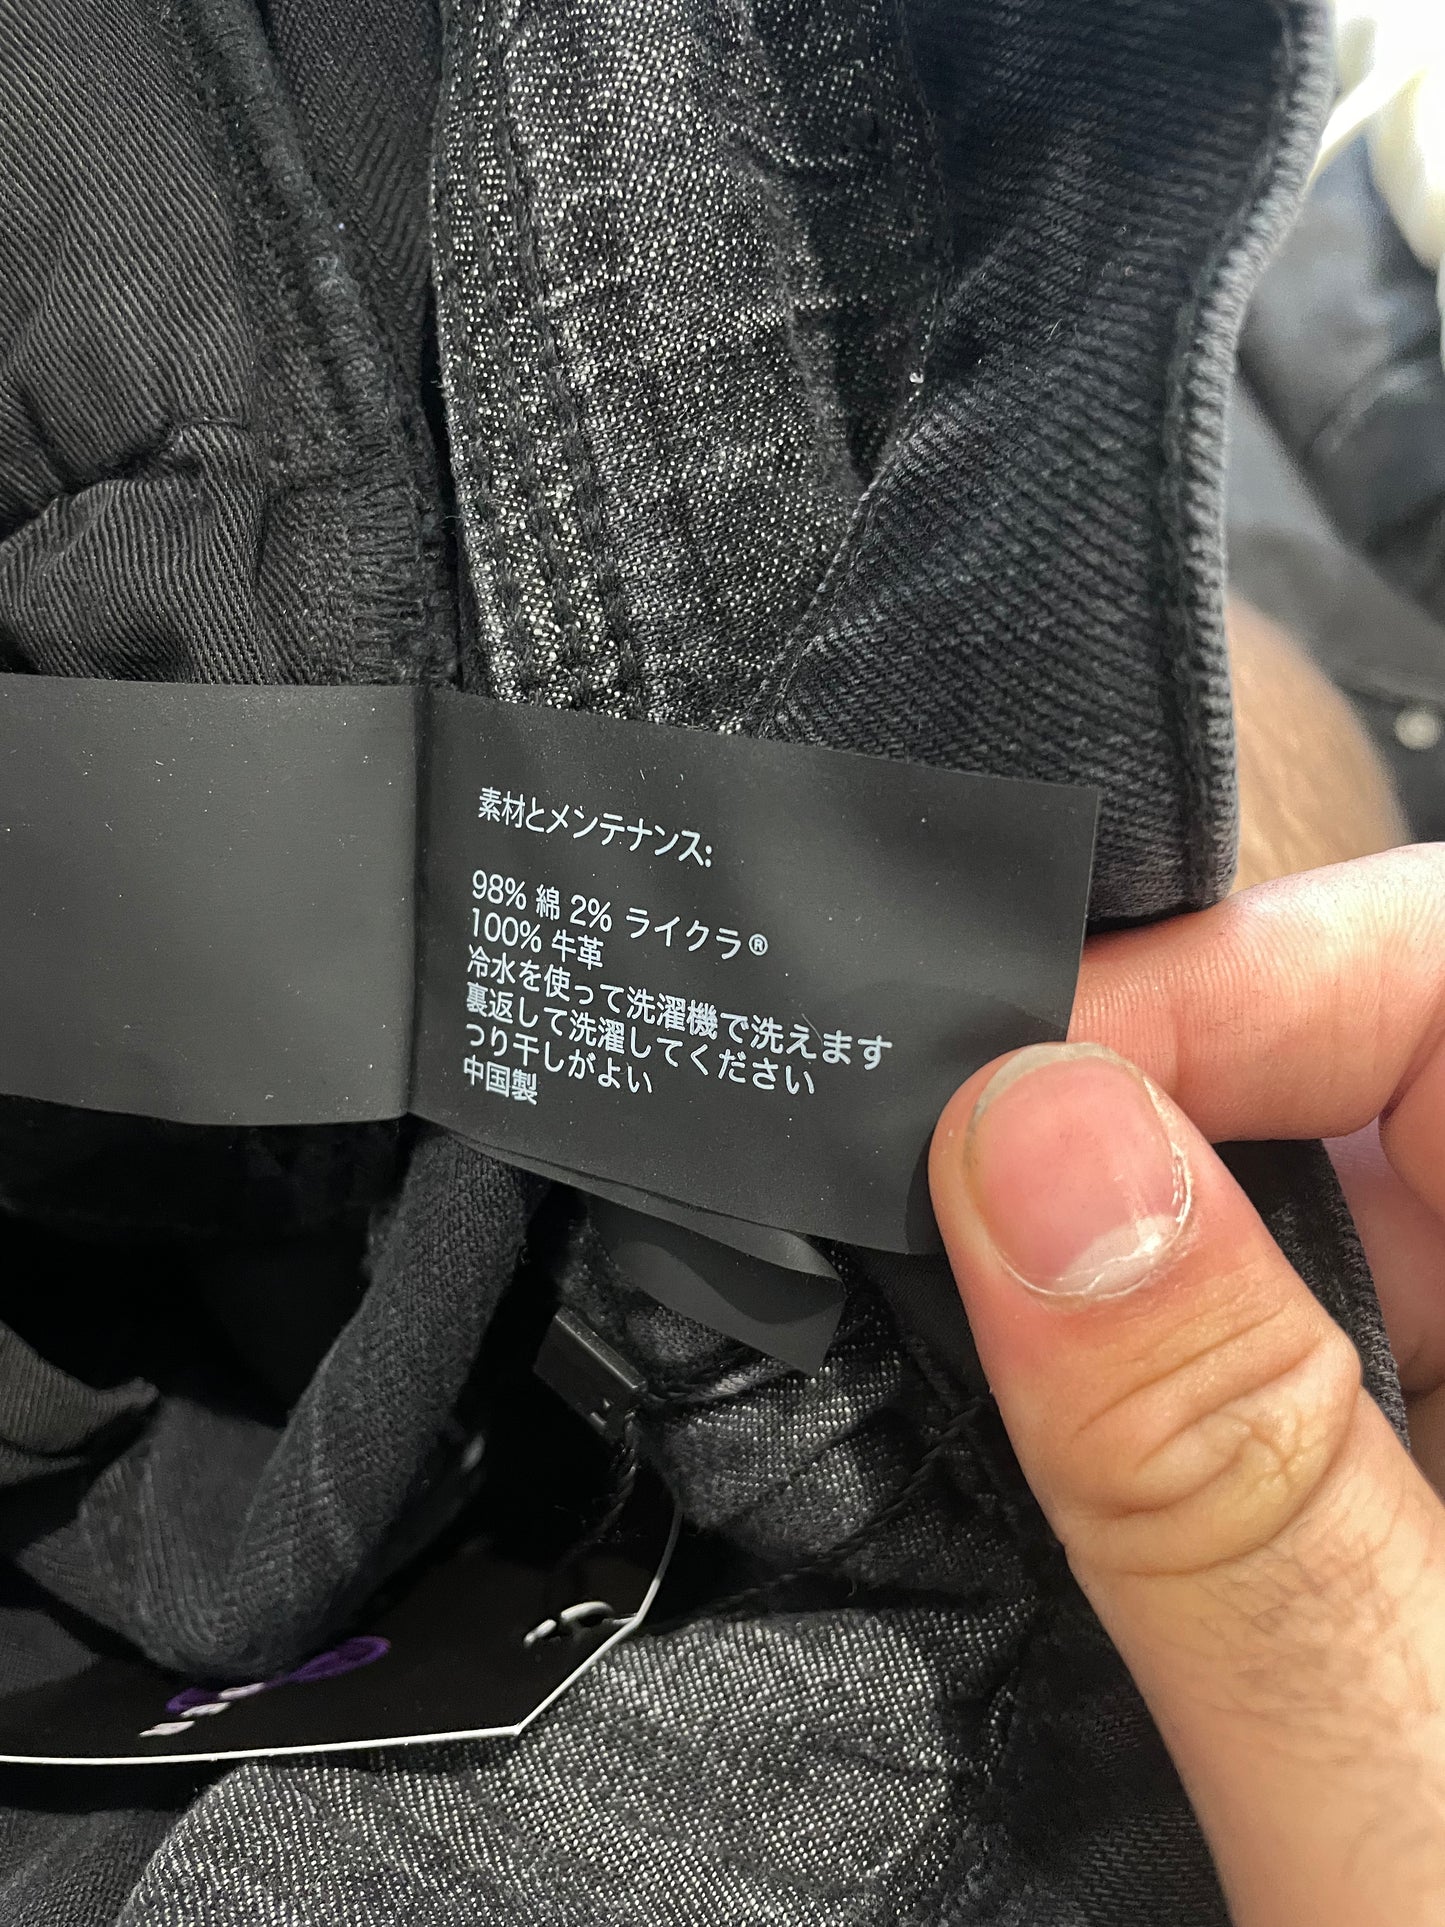 素材とメンテナンス:
98% 綿 2% ライクラ®
100% 牛革
冷水を使って洗濯機で洗えます
裏返して洗濯してください
つり干しがよい
中国製